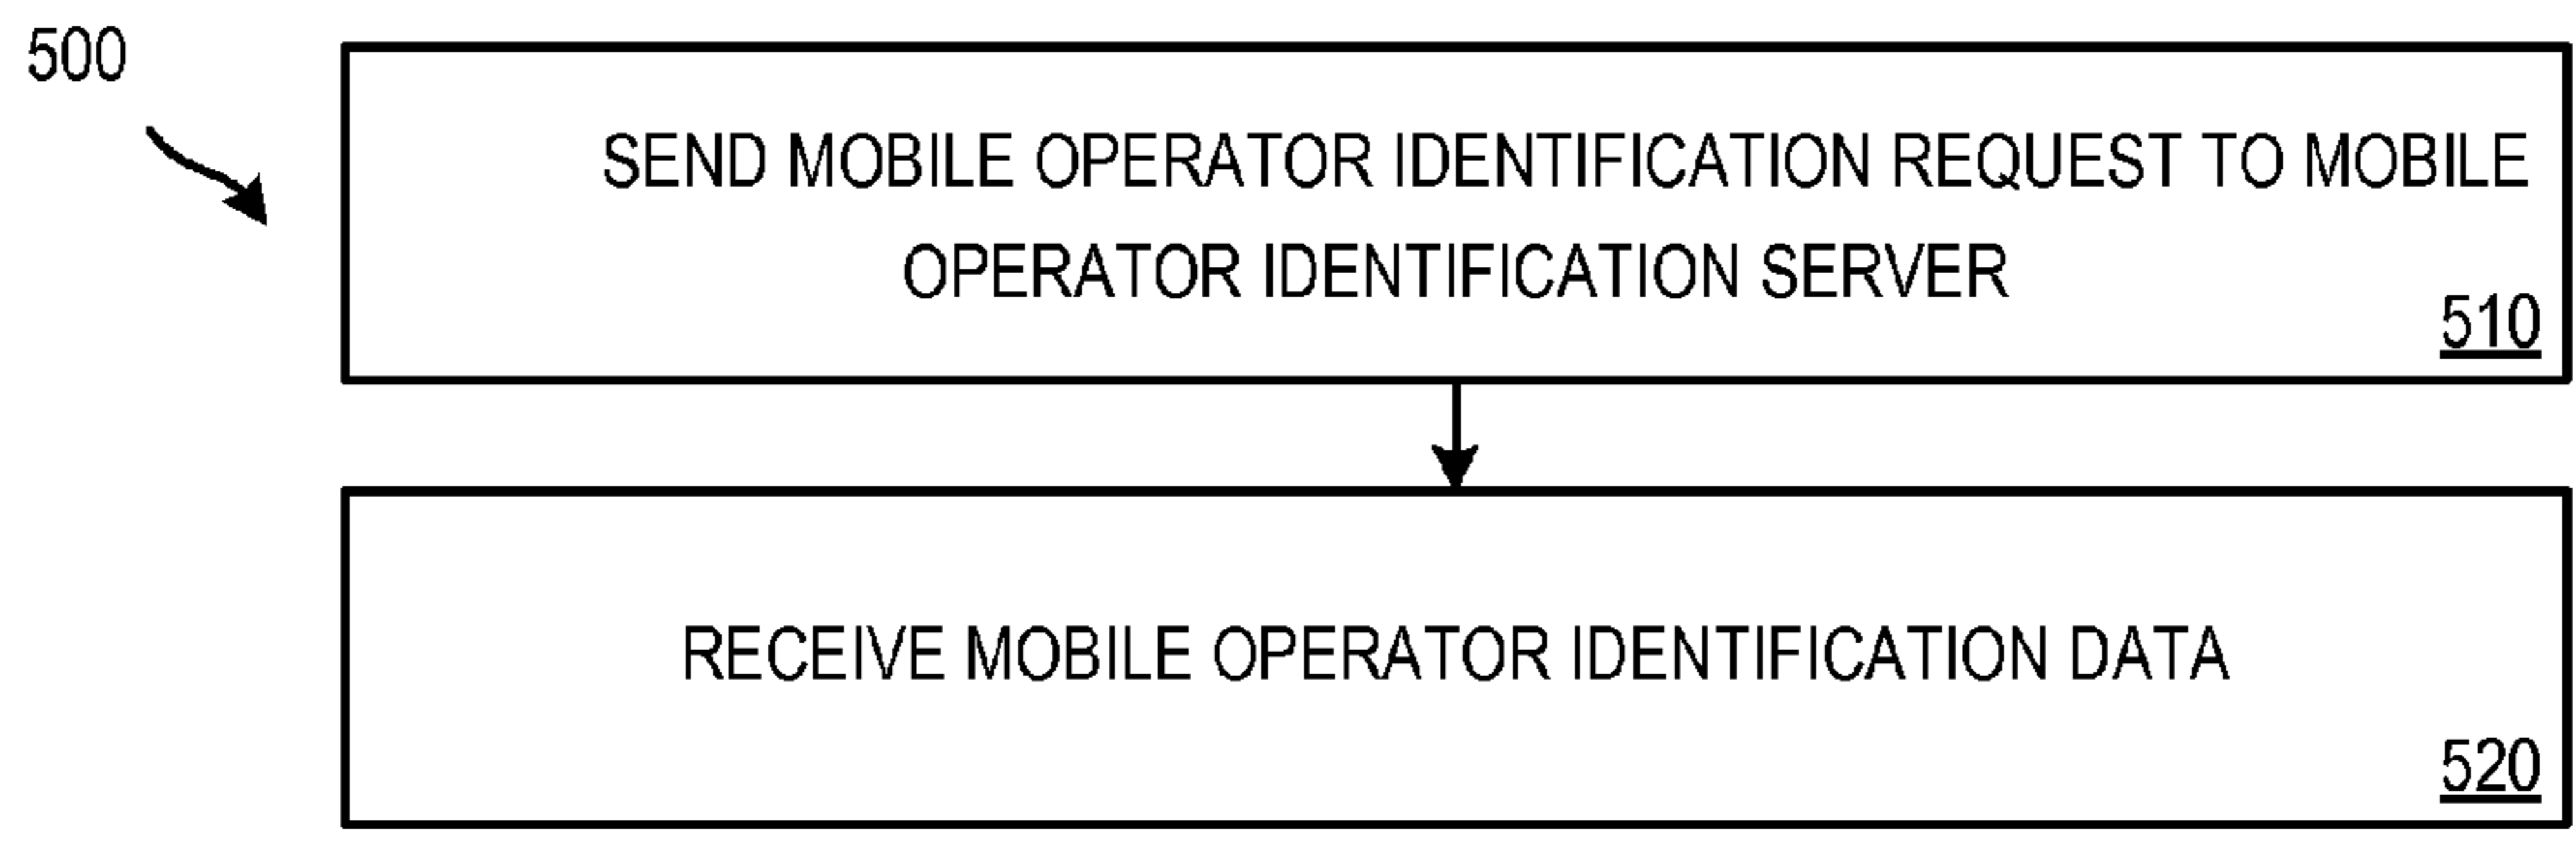 500
SEND MOBILE OPERATOR IDENTIFICATION REQUEST TO MOBILE
OPERATOR IDENTIFICATION SERVER
510
RECEIVE MOBILE OPERATOR IDENTIFICATION DATA
520